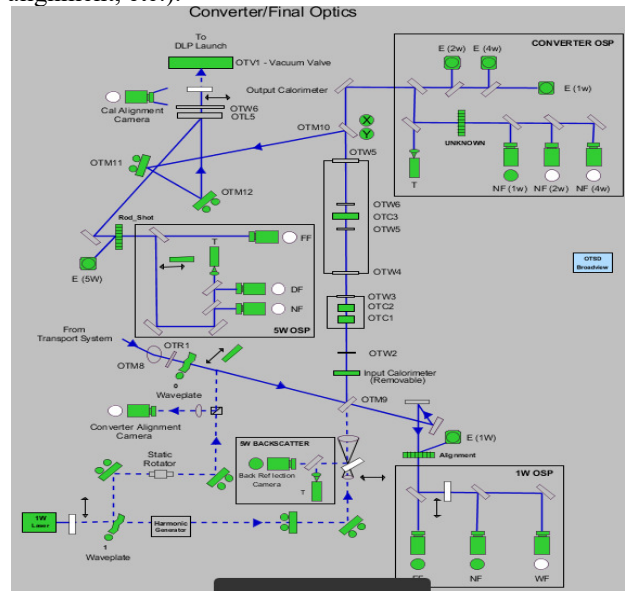 alignment, etc.).
Converter/Final Optics
To
DLP Launch
OTV1 - Vacuum Valve
Output Calorimeter
Cal Alignment
Camera
OTW6
OTL5
OTM10
X
Y
OTM11
OTM12
OTW5
OTW6
OTC3
OTW5
OTW4
OTW3
OTC2
OTC1
OTW2
Input Calorimeter
(Removable)
OTM9
CONVERTER OSP
E (2w)
E (4w)
E (1w)
UNKNOWN
T
NF (1w)
NF (2w)
NF (4w)
OTSD
Broadview
Rod_Shot
E (5W)
T
FF
DF
NF
5W OSP
From
Transport System
OTR1
OTM8
0
Waveplate
Converter Alignment
Camera
Static
Rotator
5W BACKSCATTER
Back Reflection
Camera
T
1W
Laser
1
Waveplate
Harmonic
Generator
E (1W)
Alignment
1W OSP
NF
WF